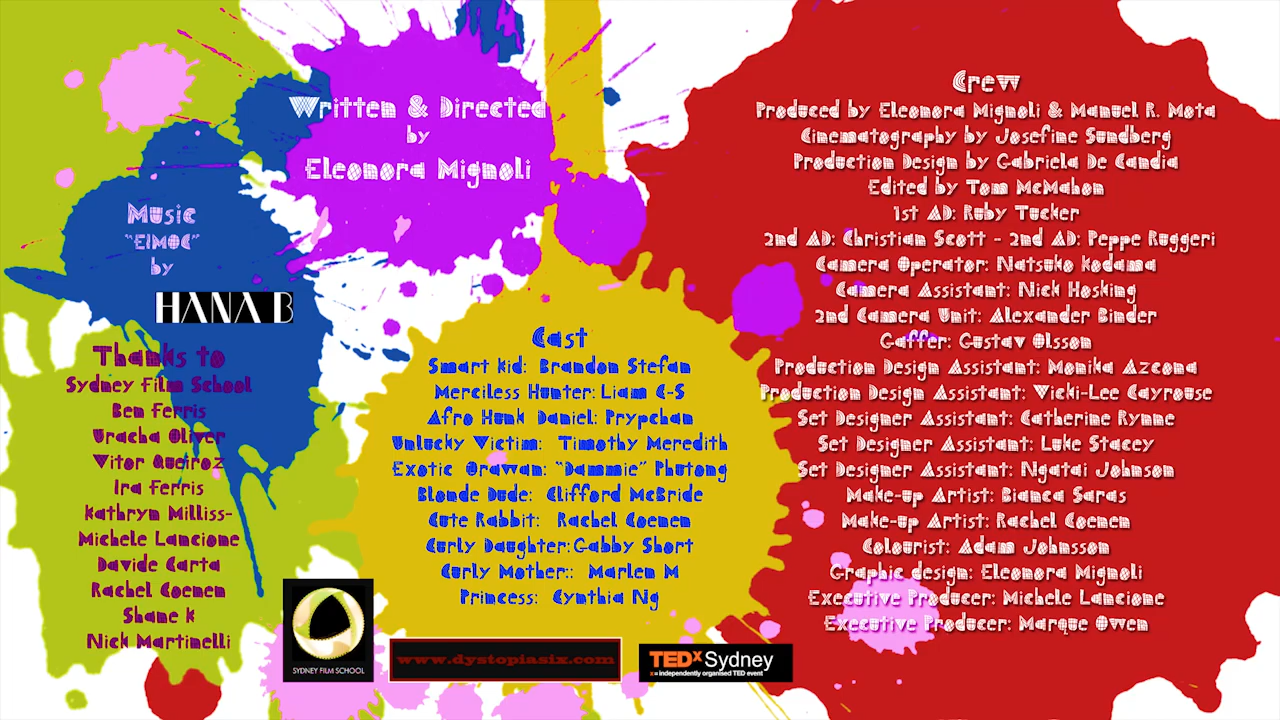 Written & Directed
by
Eleonora Mignoli
Music
"EIMOC"
by
HANA B
Thanks to
Sydney Film School
Ben Ferris
Uracha Oliver
Vitor Queiroz
Ira Ferris
Kathryn Milliss-
Michele Lancione
Davide Carta
Rachel Coenen
Shane K
Nick Martinelli
Cast
Smart Kid: Brandon Stefan
Merciless Hunter: Liam C-S
Afro Hunk Daniel: Prypchan
Unlucky Victim: Timothy Meredith
Exotic Orawan: "Dammie" Phutong
Blonde Dude: Clifford McBride
Cute Rabbit: Rachel Coenen
Curly Daughter: Gabby Short
Curly Mother:: Marlen M
Princess: Cynthia Ng
Crew
Produced by Eleonora Mignoli & Manuel R. Mota
Cinematography by Josefine Sundberg
Production Design by Gabriela De Candia
Edited by Tom McMahon
1st AD: Ruby Tucker
2nd AD: Christian Scott - 2nd AD: Peppe Ruggeri
Camera Operator: Natsuko Kodama
Camera Assistant: Nick Hosking
2nd Camera Unit: Alexander Binder
Gaffer: Gustav Olsson
Production Design Assistant: Monika Azcona
Production Design Assistant: Vicki-Lee Cayrouse
Set Designer Assistant: Catherine Rynne
Set Designer Assistant: Luke Stacey
Set Designer Assistant: Ngatai Johnson
Make-up Artist: Bianca Saras
Make-up Artist: Rachel Coenen
Colourist: Adam Johnsson
Graphic design: Eleonora Mignoli
Executive Producer: Michele Lancione
Executive Producer: Marque Owen
SYDNEY FILM SCHOOL
www.dystopiasix.com
TEDxSydney
x = independently organised TED event